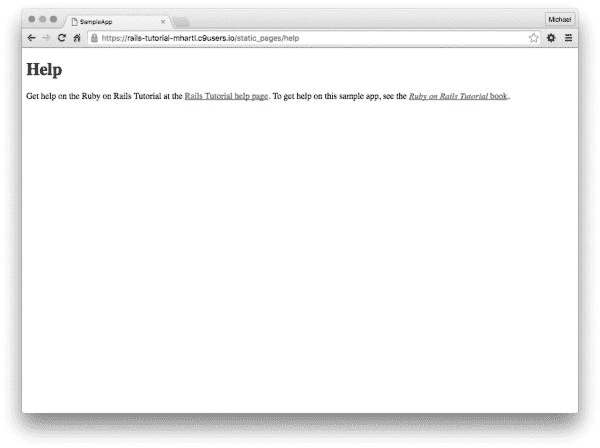 SampleApp
Michael
https://rails-tutorial-mhartl.c9users.io/static_pages/help
Help
Get help on the Ruby on Rails Tutorial at the Rails Tutorial help page. To get help on this sample app, see the Ruby on Rails Tutorial book.